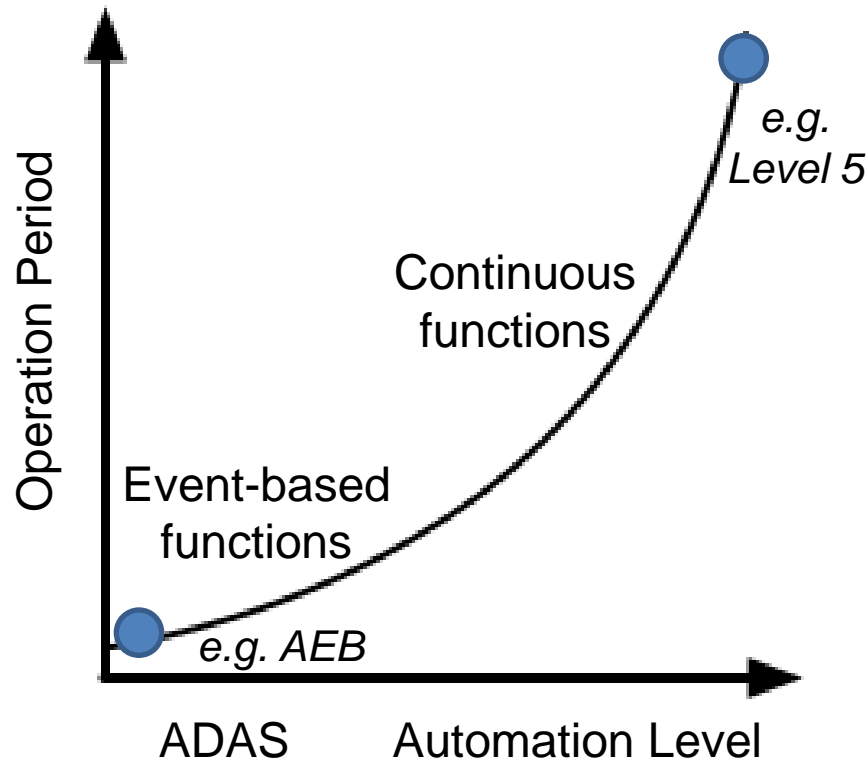 Operation Period
e.g.
Level 5
Continuous
functions
Event-based
functions
e.g. AEB
ADAS
Automation Level